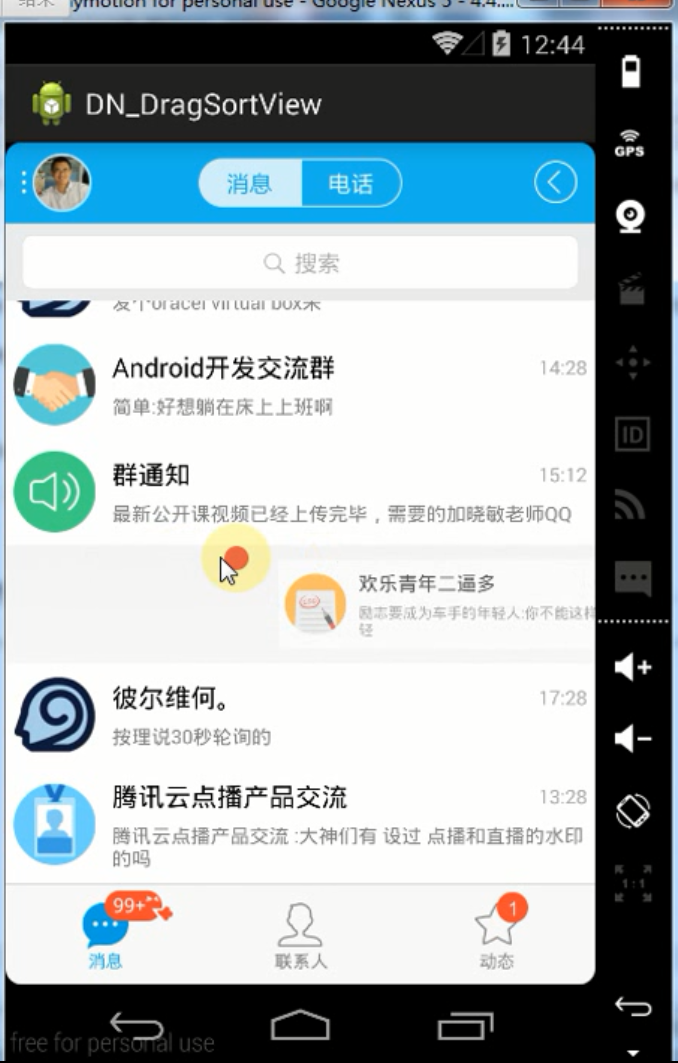 结束
ymotion for personal use - Google Nexus 5 - 4.4....
12:44
DN_DragSortView
消息
电话
搜索
发个oracel virtual box来
Android开发交流群
14:28
简单:好想躺在床上上班啊
群通知
15:12
最新公开课视频已经上传完毕，需要的加晓敏老师QQ
欢乐青年二逼多
励志要成为车手的年轻人:你不能这样
轻
彼尔维何。
17:28
按理说30秒轮询的
腾讯云点播产品交流
13:28
腾讯云点播产品交流 :大神们有 设过 点播和直播的水印
的吗
99+
1
消息
联系人
动态
free for personal use
GPS
ID
1:1